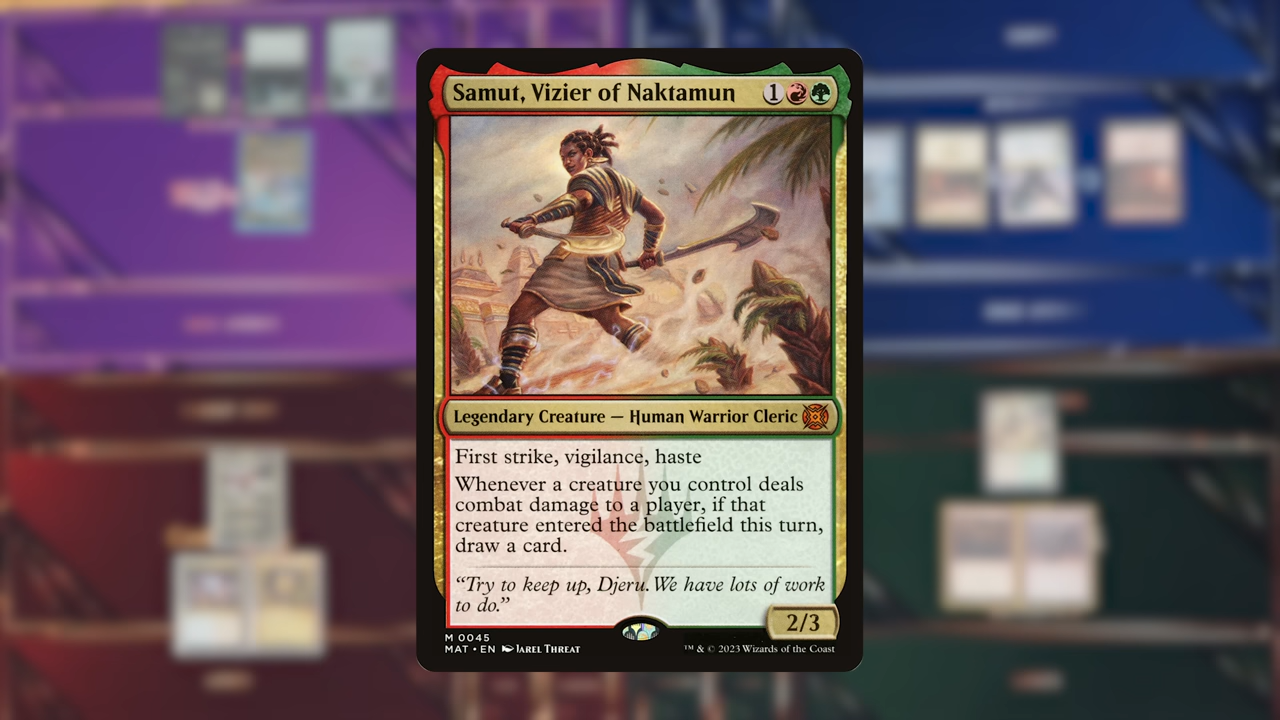 Samut, Vizier of Naktamun 1
Legendary Creature — Human Warrior Cleric
First strike, vigilance, haste
Whenever a creature you control deals
combat damage to a player, if that
creature entered the battlefield this turn,
draw a card.
“Try to keep up, Djeru. We have lots of work
to do.”
2/3
M 0045
MAT • EN JAREL THREAT
™ & © 2023 Wizards of the Coast